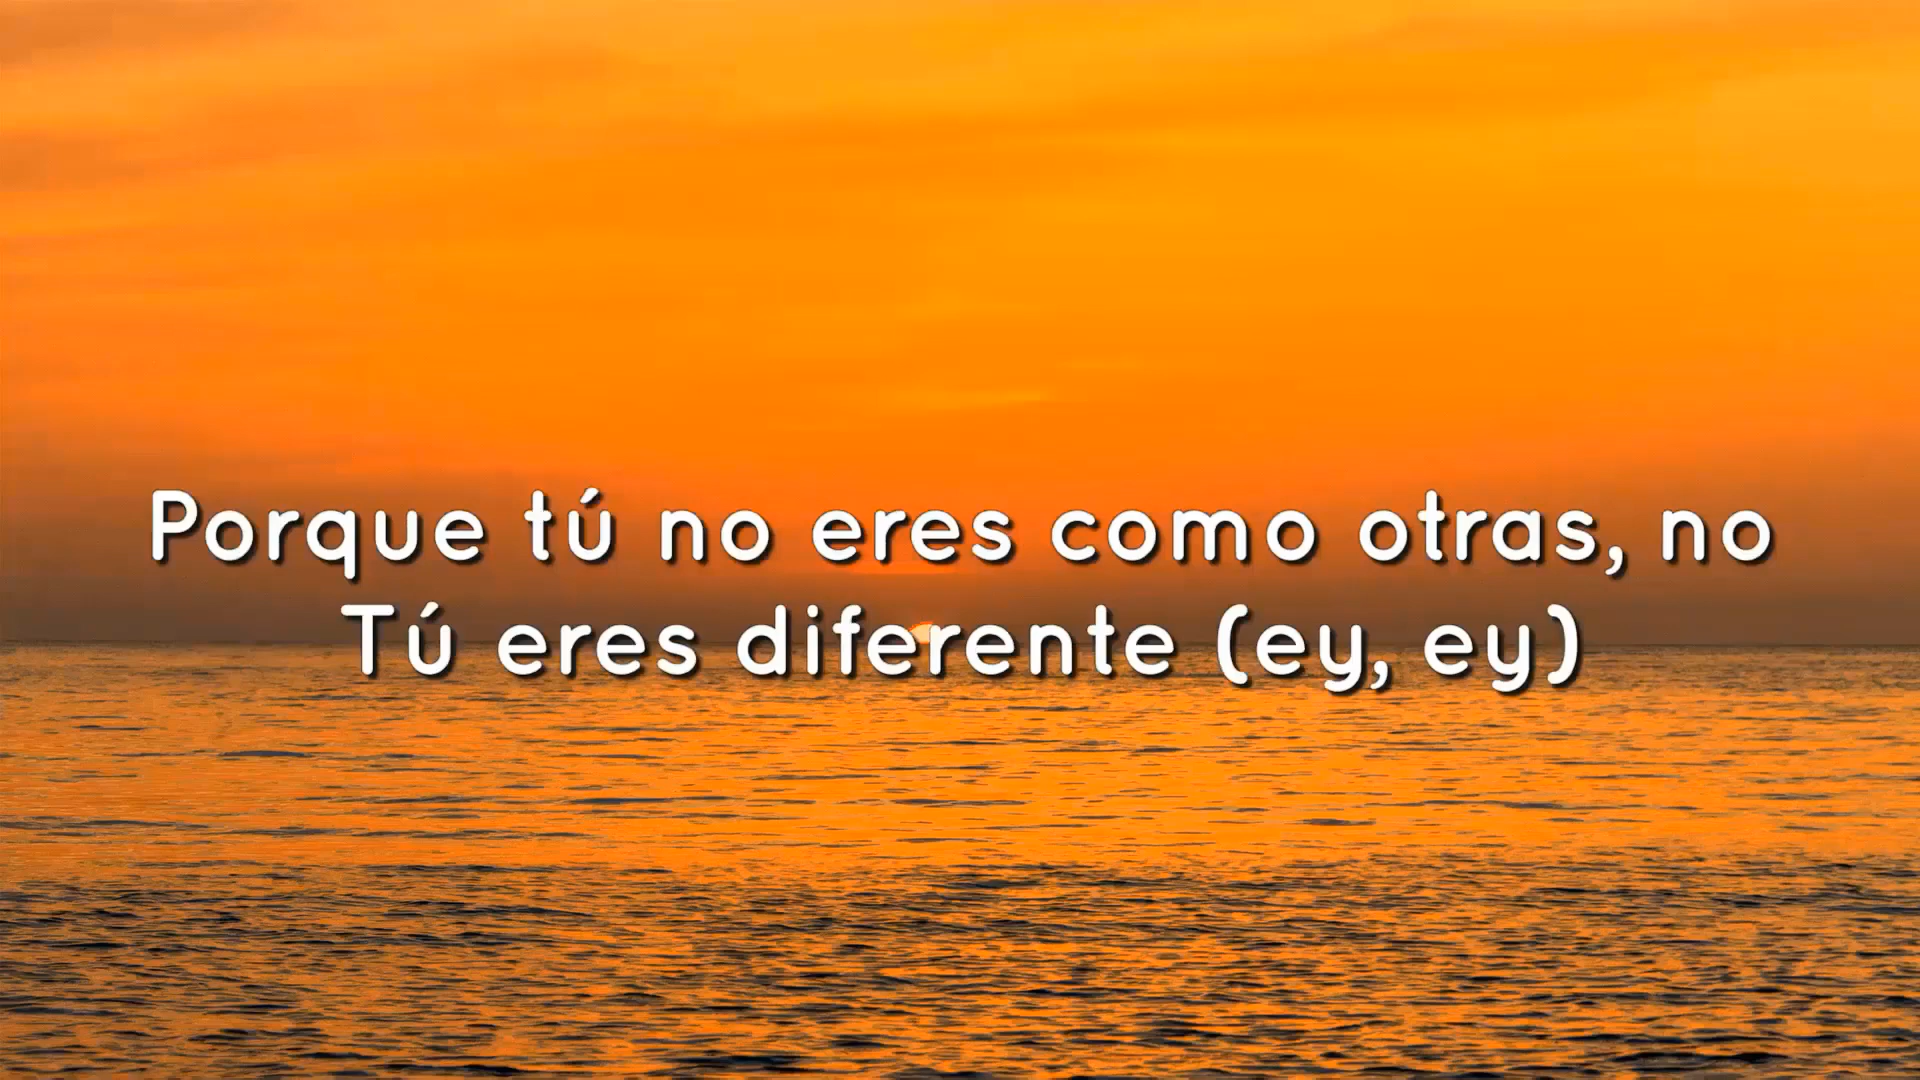 Porque tú no eres como otras, no
Tú eres diferente (ey, ey)